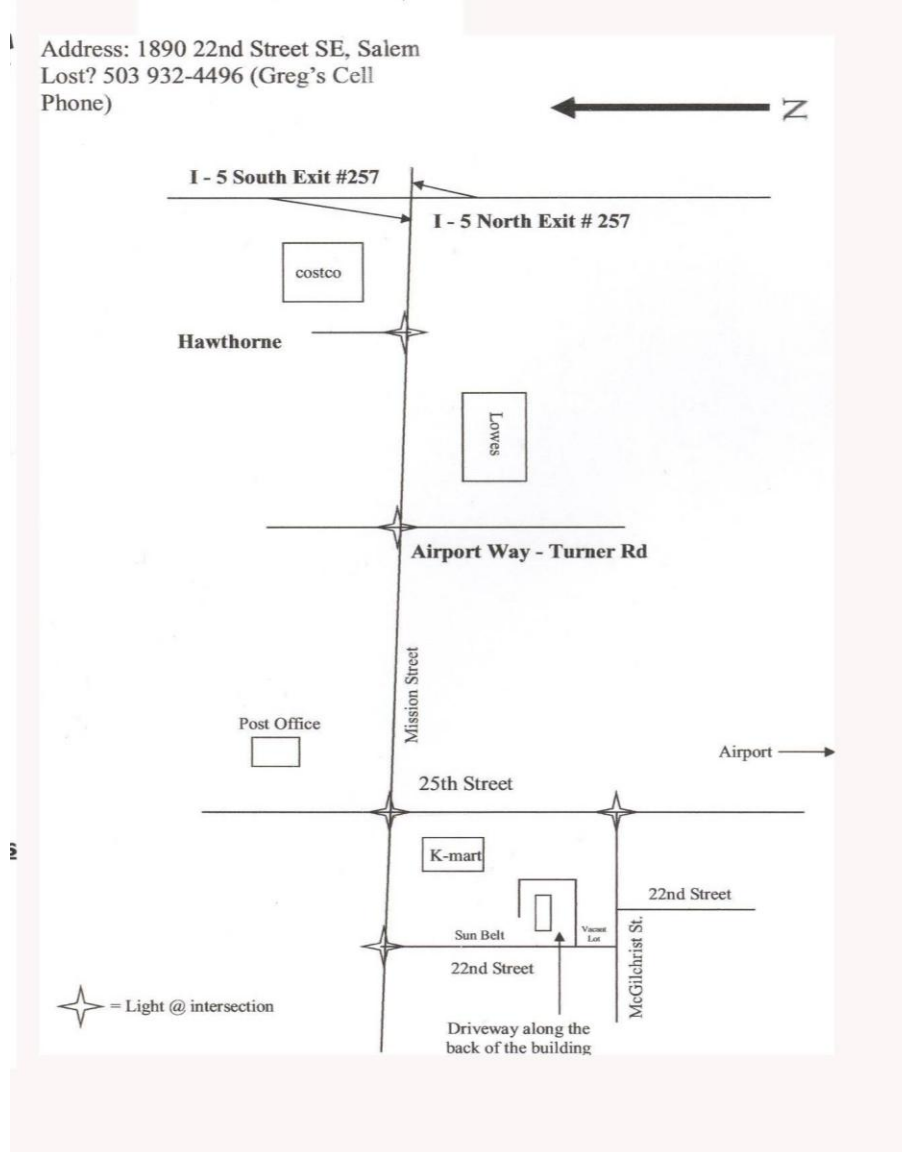 Address: 1890 22nd Street SE, Salem
Lost? 503 932-4496 (Greg's Cell
Phone)
N
I - 5 South Exit #257
I - 5 North Exit # 257
costco
Hawthorne
Lowes
Airport Way - Turner Rd
Mission Street
Post Office
Airport
25th Street
K-mart
22nd Street
Vacant
Lot
Sun Belt
22nd Street
McGilchrist St.
= Light @ intersection
Driveway along the
back of the building